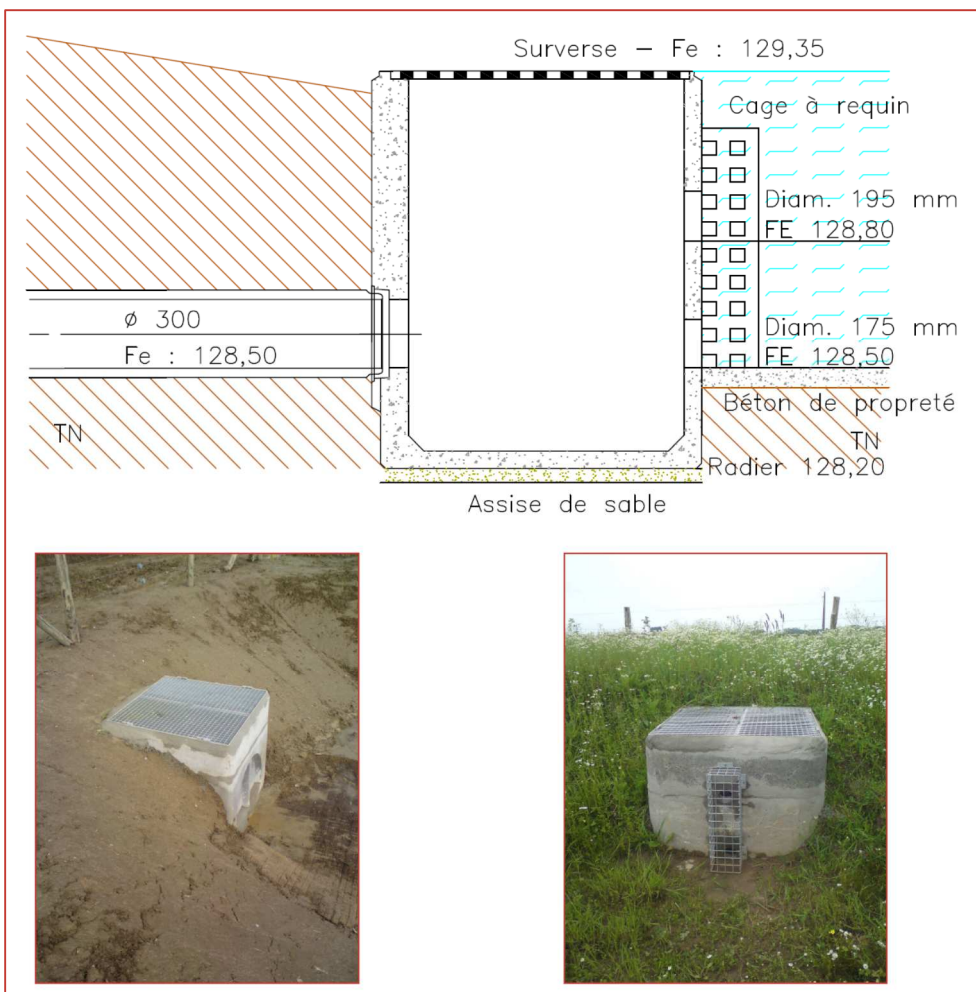 Surverse – Fe : 129,35
Cage à requin
Diam. 195 mm
FE 128,80
ø 300
Fe : 128,50
Diam. 175 mm
FE 128,50
Béton de propreté
TN
TN
Radier 128,20
Assise de sable